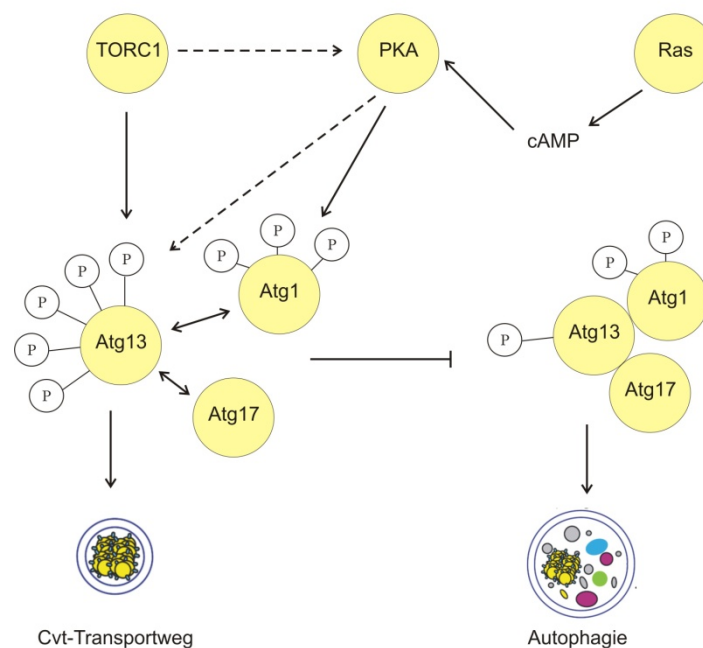 TORC1
PKA
Ras
cAMP
P
P
P
P
P
P
P
P
Atg1
Atg13
Atg17
P
P
P
Atg1
Atg13
Atg17
Cvt-Transportweg
Autophagie